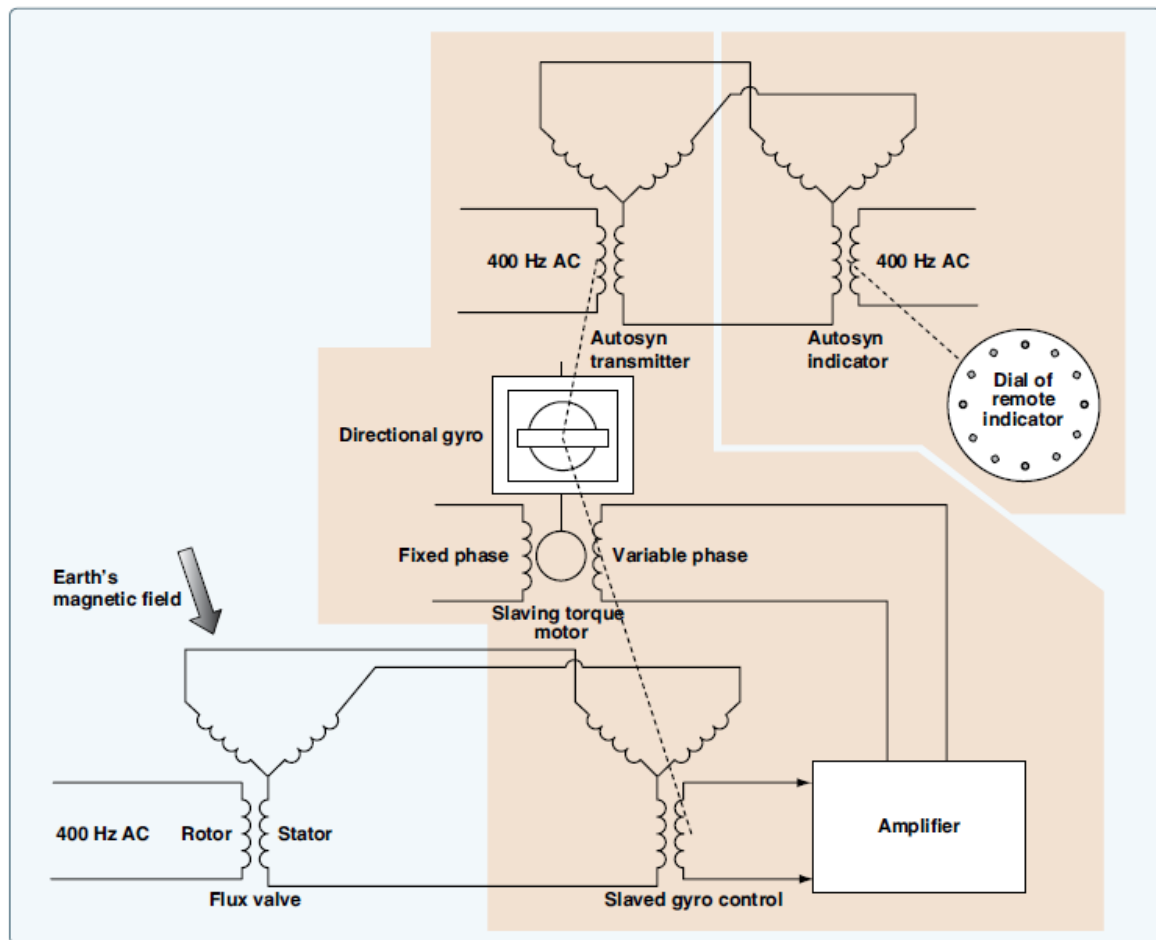 400 Hz AC
400 Hz AC
Autosyn
transmitter
Autosyn
indicator
Dial of
remote
indicator
Directional gyro
Fixed phase
Variable phase
Earth's
magnetic field
Slaving torque
motor
400 Hz AC
Rotor
Stator
Amplifier
Flux valve
Slaved gyro control